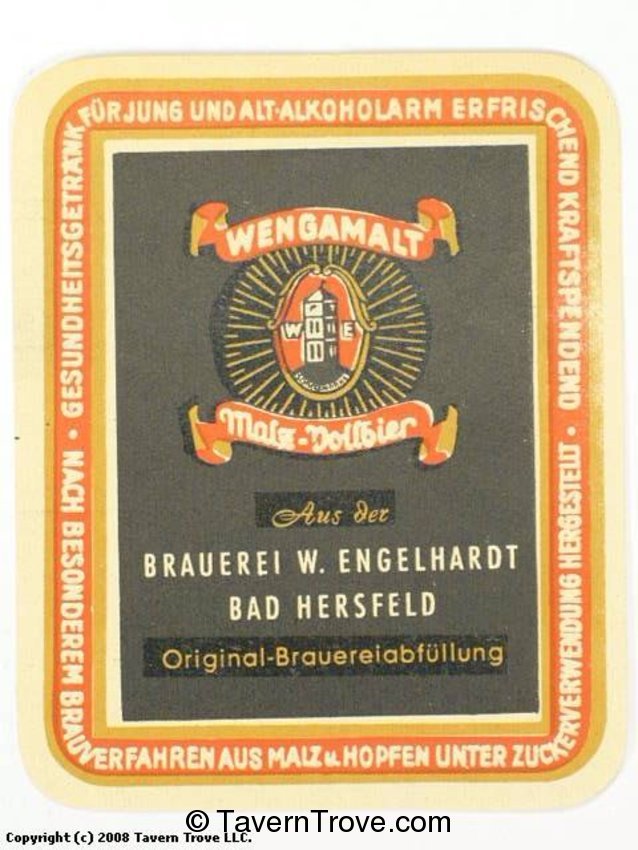 GESUNDHEITSGETRÄNK FÜR JUNG UND ALT-ALKOHOLARM ERFRISCHEND KRAFTSPENDEND •
NACH BESONDEREM BRAUVERFAHREN AUS MALZ u. HOPFEN UNTER ZUCKERVERWENDUNG HERGESTELLT •
WENGAMALT
W E
Malz-Vollbier
Aus der
BRAUEREI W. ENGELHARDT
BAD HERSFELD
Original-Brauereiabfüllung
© TavernTrove.com
Copyright (c) 2008 Tavern Trove LLC.